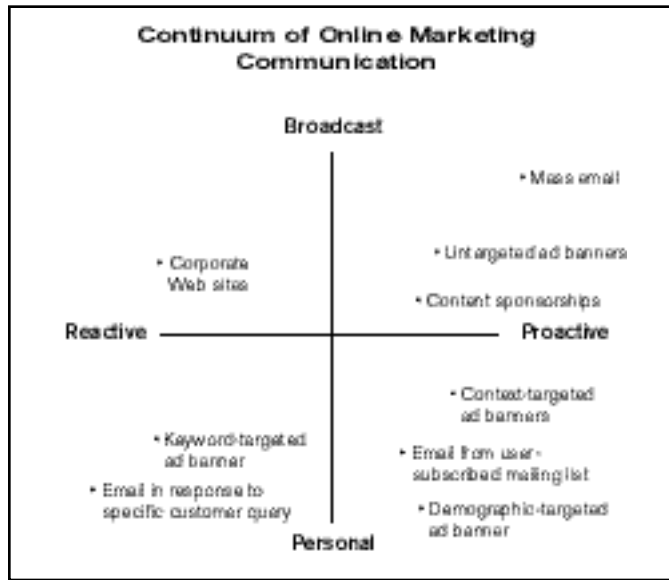 Continuum of Online Marketing
Communication
Broadcast
‣ Mass email
‣ Untargeted ad banners
‣ Corporate
Web sites
‣ Content sponsorships
Reactive
Proactive
‣ Context-targeted
ad banners
‣ Keyword-targeted
ad banner
‣ Email from user-
subscribed mailing list
‣ Email in response to
specific customer query
‣ Demographic-targeted
ad banner
Personal